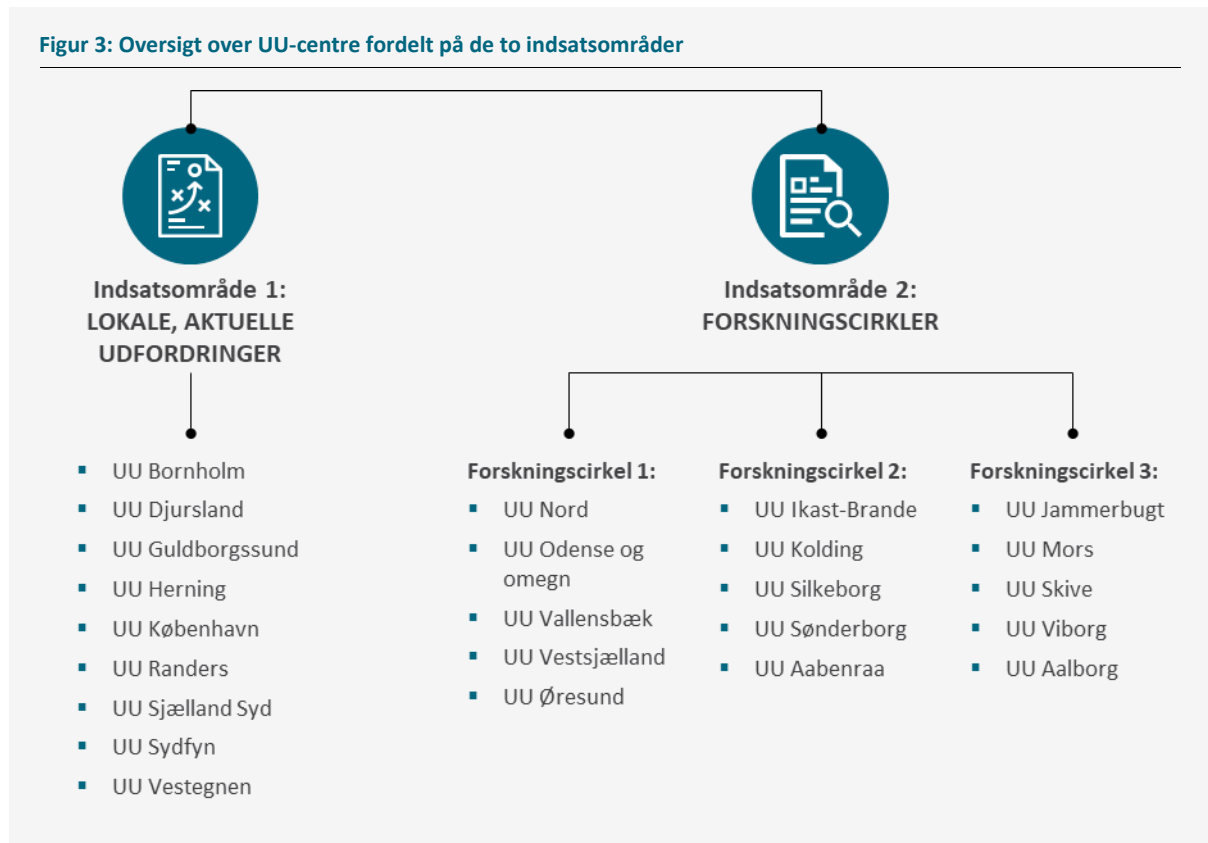 Figur 3: Oversigt over UU-centre fordelt på de to indsatsområder
Indsatsområde 1:
LOKALE, AKTUELLE
UDFORDRINGER
UU Bornholm
UU Djursland
UU Guldborgssund
UU Herning
UU København
UU Randers
UU Sjælland Syd
UU Sydfyn
UU Vestegnen
Indsatsområde 2:
FORSKNINGSCIRKLER
Forskningscirkel 1:
UU Nord
UU Odense og
omegn
UU Vallensbæk
UU Vestsjælland
UU Øresund
Forskningscirkel 2:
UU Ikast-Brande
UU Kolding
UU Silkeborg
UU Sønderborg
UU Aabenraa
Forskningscirkel 3:
UU Jammerbugt
UU Mors
UU Skive
UU Viborg
UU Aalborg